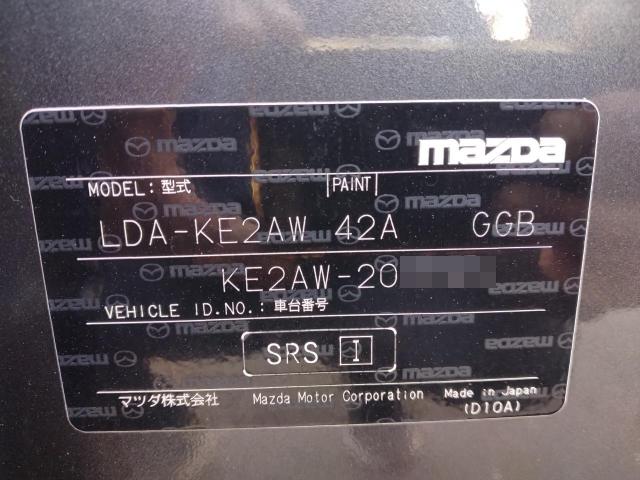 mazda
MODEL: 型式 PAINT
LDA-KE2AW 42A GGB
KE2AW-20
VEHICLE ID.NO.: 車台番号
SRS I
マツダ株式会社 Mazda Motor Corporation Made in Japan
(D10A)